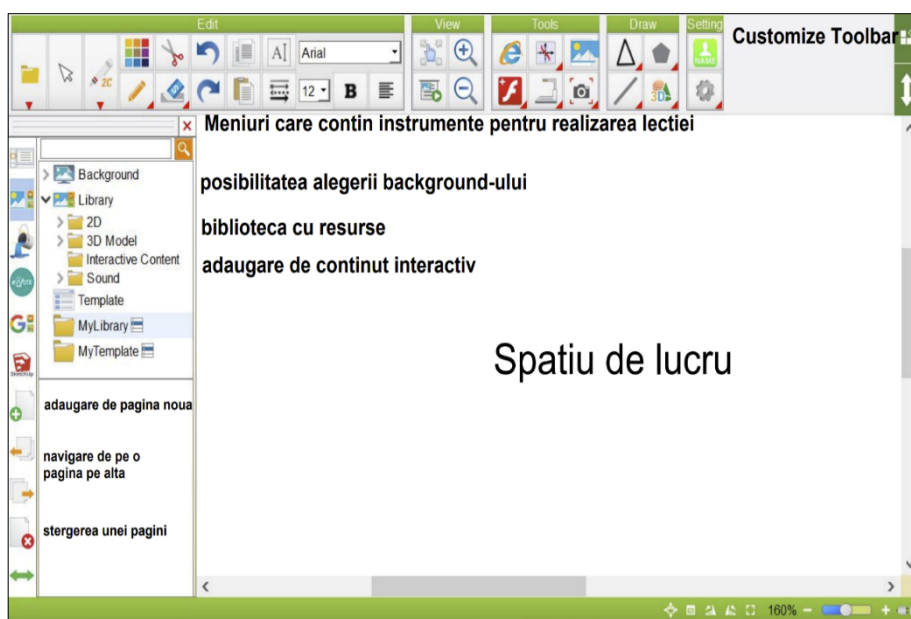 Edit View Tools Draw Setting
Customize Toolbar
2C
Arial
NAME
12
B
3D
Meniuri care contin instrumente pentru realizarea lectiei
Background
posibilitatea alegerii background-ului
Library
2D
biblioteca cu resurse
3D Model
Interactive Content
adaugare de continut interactiv
Sound
Template
MyLibrary
MyTemplate
Spatiu de lucru
adaugare de pagina noua
navigare de pe o
pagina pe alta
stergerea unei pagini
160%